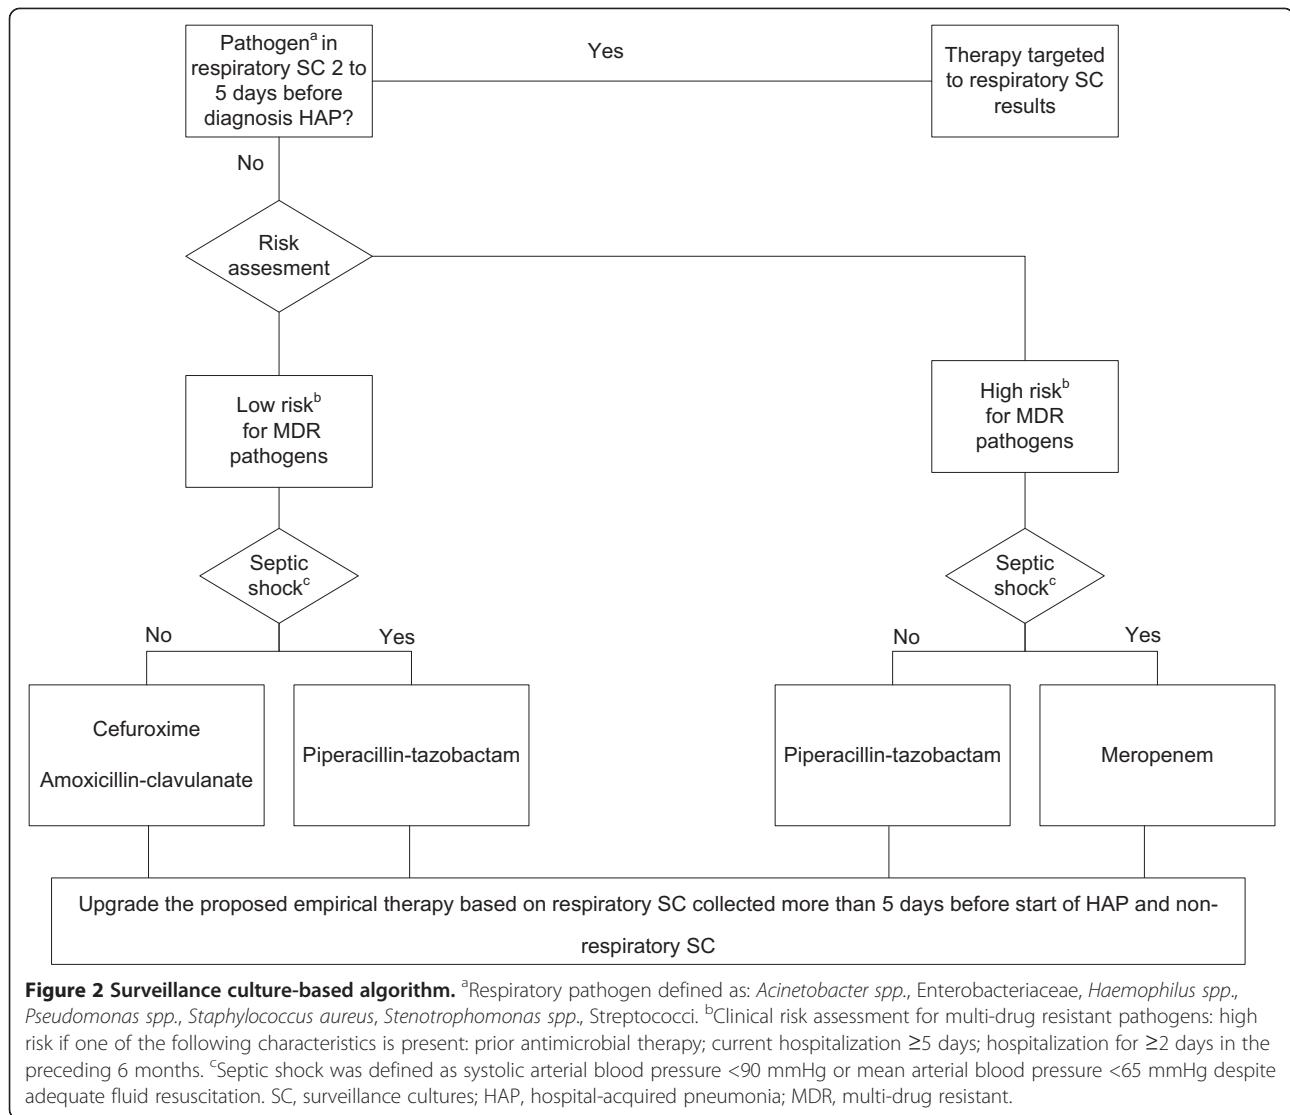 Pathogenᵃ in
respiratory SC 2 to
5 days before
diagnosis HAP?
Yes
Therapy targeted
to respiratory SC
results
No
Risk
assesment
Low riskᵇ
for MDR
pathogens
High riskᵇ
for MDR
pathogens
Septic
shockᶜ
Septic
shockᶜ
No
Yes
No
Yes
Cefuroxime
Amoxicillin-clavulanate
Piperacillin-tazobactam
Piperacillin-tazobactam
Meropenem
Upgrade the proposed empirical therapy based on respiratory SC collected more than 5 days before start of HAP and non-
respiratory SC
Figure 2 Surveillance culture-based algorithm. ᵃRespiratory pathogen defined as: Acinetobacter spp., Enterobacteriaceae, Haemophilus spp.,
Pseudomonas spp., Staphylococcus aureus, Stenotrophomonas spp., Streptococci. ᵇClinical risk assessment for multi-drug resistant pathogens: high
risk if one of the following characteristics is present: prior antimicrobial therapy; current hospitalization ≥5 days; hospitalization for ≥2 days in the
preceding 6 months. ᶜSeptic shock was defined as systolic arterial blood pressure <90 mmHg or mean arterial blood pressure <65 mmHg despite
adequate fluid resuscitation. SC, surveillance cultures; HAP, hospital-acquired pneumonia; MDR, multi-drug resistant.